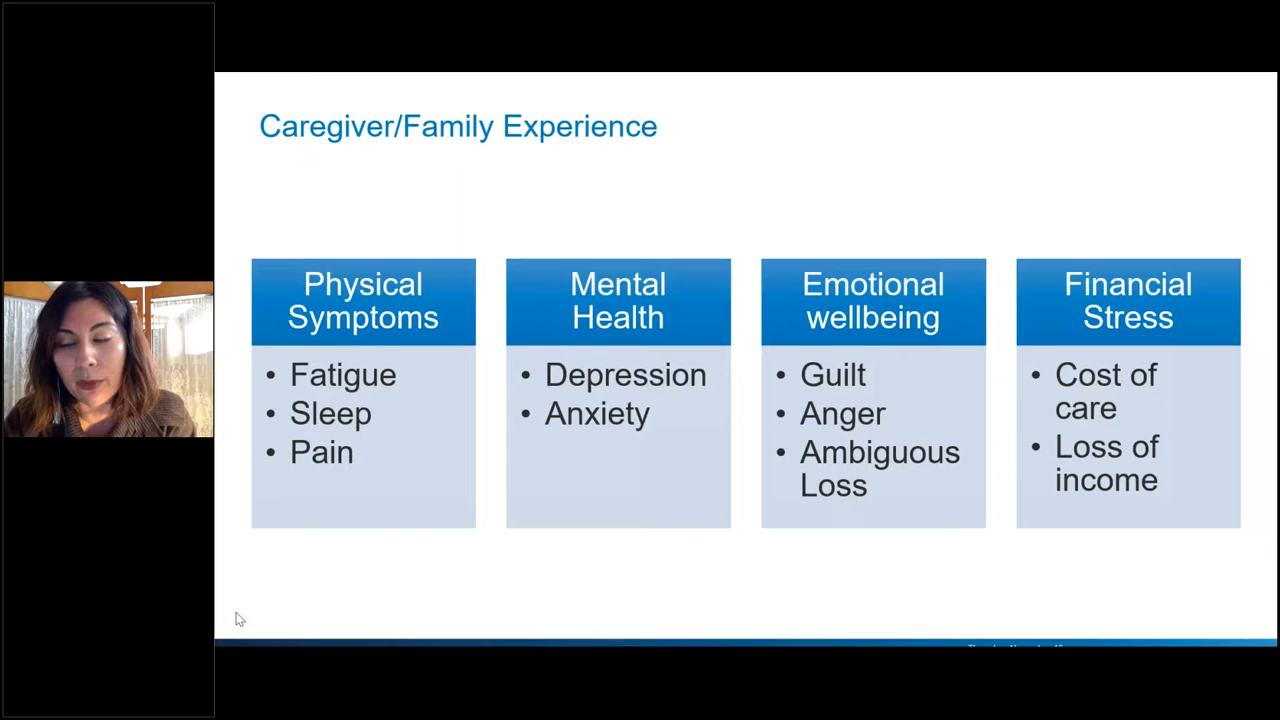 Caregiver/Family Experience
Physical
Symptoms
• Fatigue
• Sleep
• Pain
Mental
Health
• Depression
• Anxiety
Emotional
wellbeing
• Guilt
• Anger
• Ambiguous
Loss
Financial
Stress
• Cost of
care
• Loss of
income